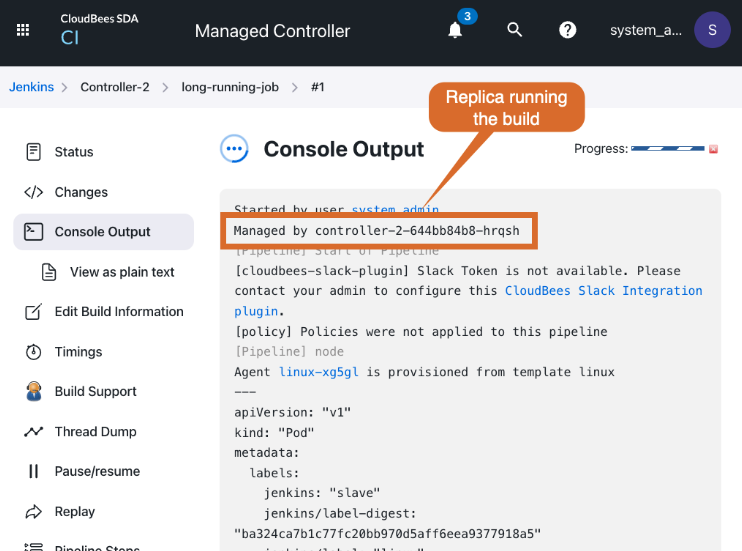 CloudBees SDA
CI
Managed Controller
3
system_a...
S
Jenkins > Controller-2 > long-running-job > #1
Replica running
the build
Status
Changes
Console Output
View as plain text
Edit Build Information
Timings
Build Support
Thread Dump
Pause/resume
Replay
Pipeline Steps
Console Output
Progress:
Started by user system admin
Managed by controller-2-644bb84b8-hrqsh
[Pipeline] Start of Pipeline
[cloudbees-slack-plugin] Slack Token is not available. Please
contact your admin to configure this CloudBees Slack Integration
plugin.
[policy] Policies were not applied to this pipeline
[Pipeline] node
Agent linux-xg5gl is provisioned from template linux
---
apiVersion: "v1"
kind: "Pod"
metadata:
labels:
jenkins: "slave"
jenkins/label-digest:
"ba324ca7b1c77fc20bb970d5aff6eea9377918a5"